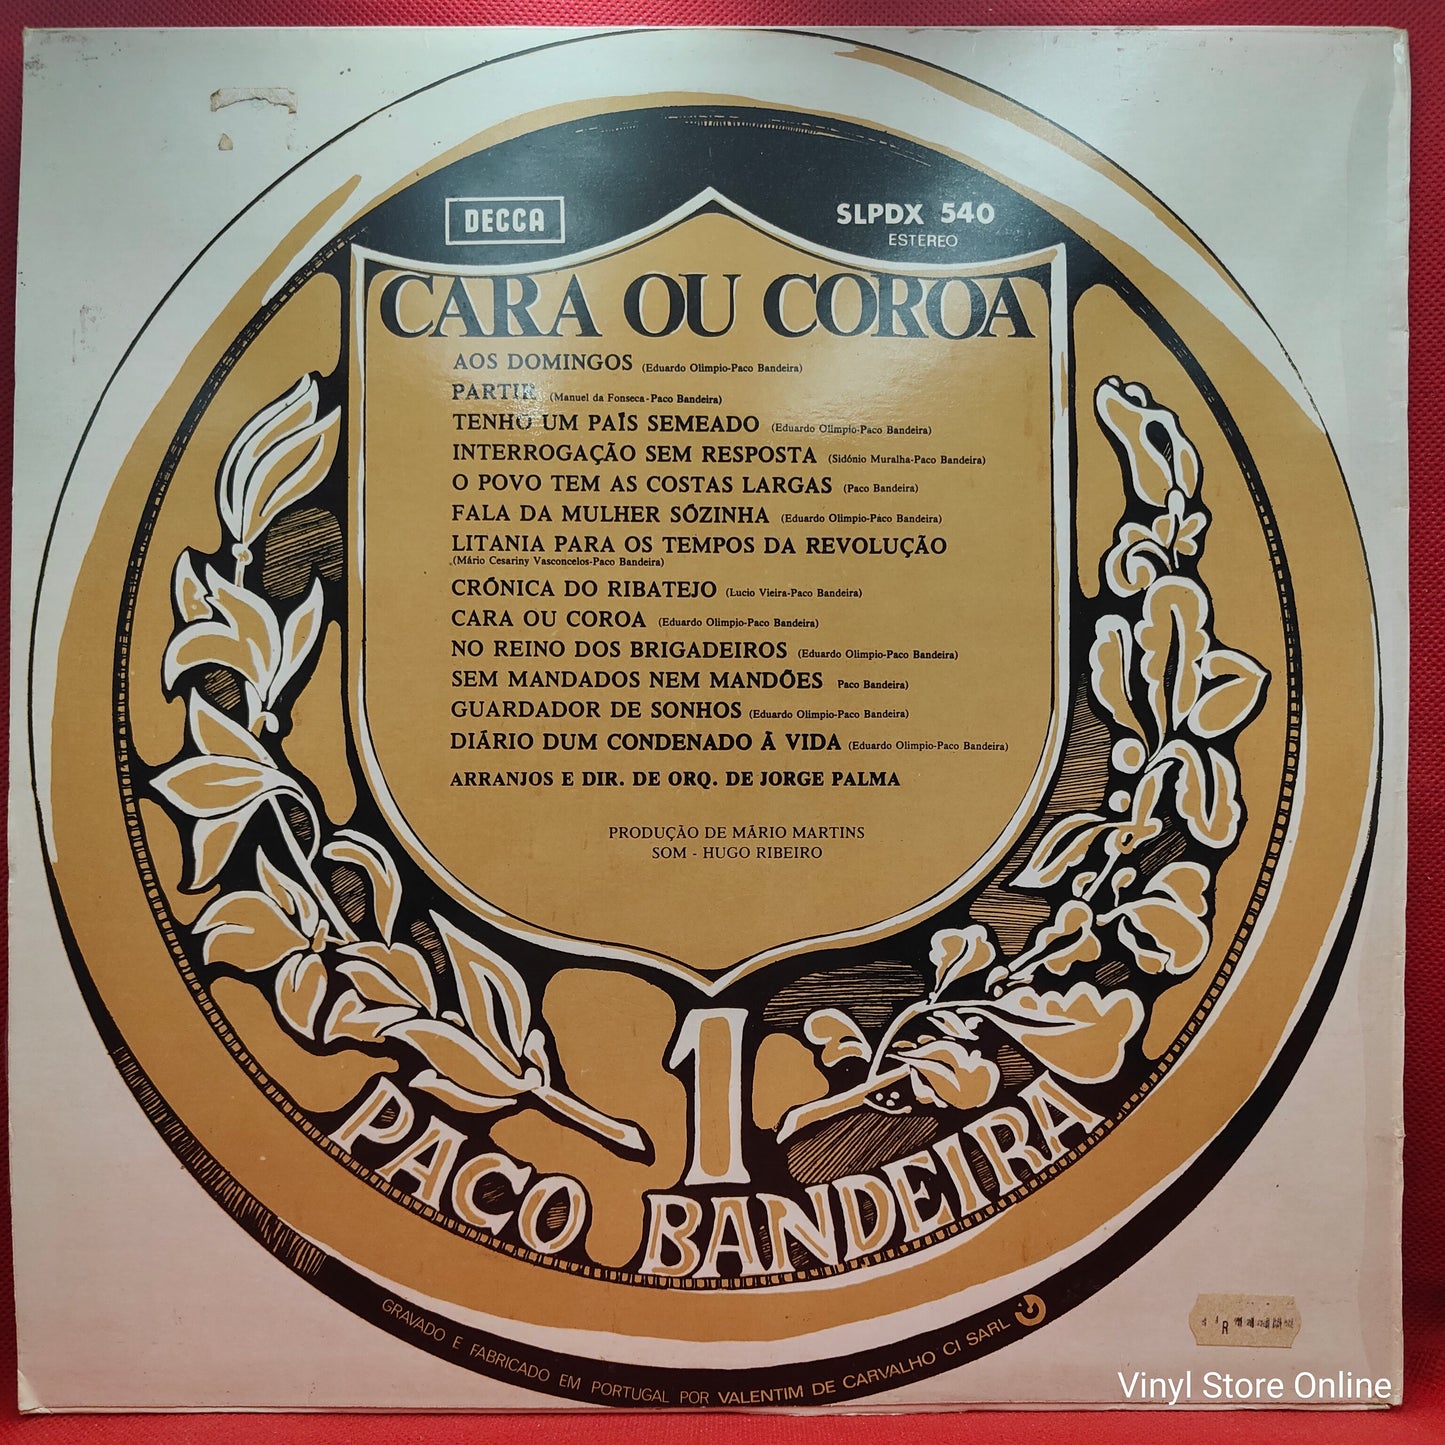 DECCA
SLPDX 540
ESTEREO
CARA OU COROA
AOS DOMINGOS (Eduardo Olimpio-Paco Bandeira)
PARTIR (Manuel da Fonseca-Paco Bandeira)
TENHO UM PAÍS SEMEADO (Eduardo Olimpio-Paco Bandeira)
INTERROGAÇÃO SEM RESPOSTA (Sidónio Muralha-Paco Bandeira)
O POVO TEM AS COSTAS LARGAS (Paco Bandeira)
FALA DA MULHER SÓZINHA (Eduardo Olimpio-Paco Bandeira)
LITANIA PARA OS TEMPOS DA REVOLUÇÃO
(Mário Cesariny Vasconcelos-Paco Bandeira)
CRÓNICA DO RIBATEJO (Lucio Vieira-Paco Bandeira)
CARA OU COROA (Eduardo Olimpio-Paco Bandeira)
NO REINO DOS BRIGADEIROS (Eduardo Olimpio-Paco Bandeira)
SEM MANDADOS NEM MANDÕES Paco Bandeira)
GUARDADOR DE SONHOS (Eduardo Olimpio-Paco Bandeira)
DIÁRIO DUM CONDENADO À VIDA (Eduardo Olimpio-Paco Bandeira)
ARRANJOS E DIR. DE ORQ. DE JORGE PALMA
PRODUÇÃO DE MÁRIO MARTINS
SOM - HUGO RIBEIRO
1
PACO BANDEIRA
GRAVADO E FABRICADO EM PORTUGAL POR VALENTIM DE CARVALHO CI SARL
R
Vinyl Store Online